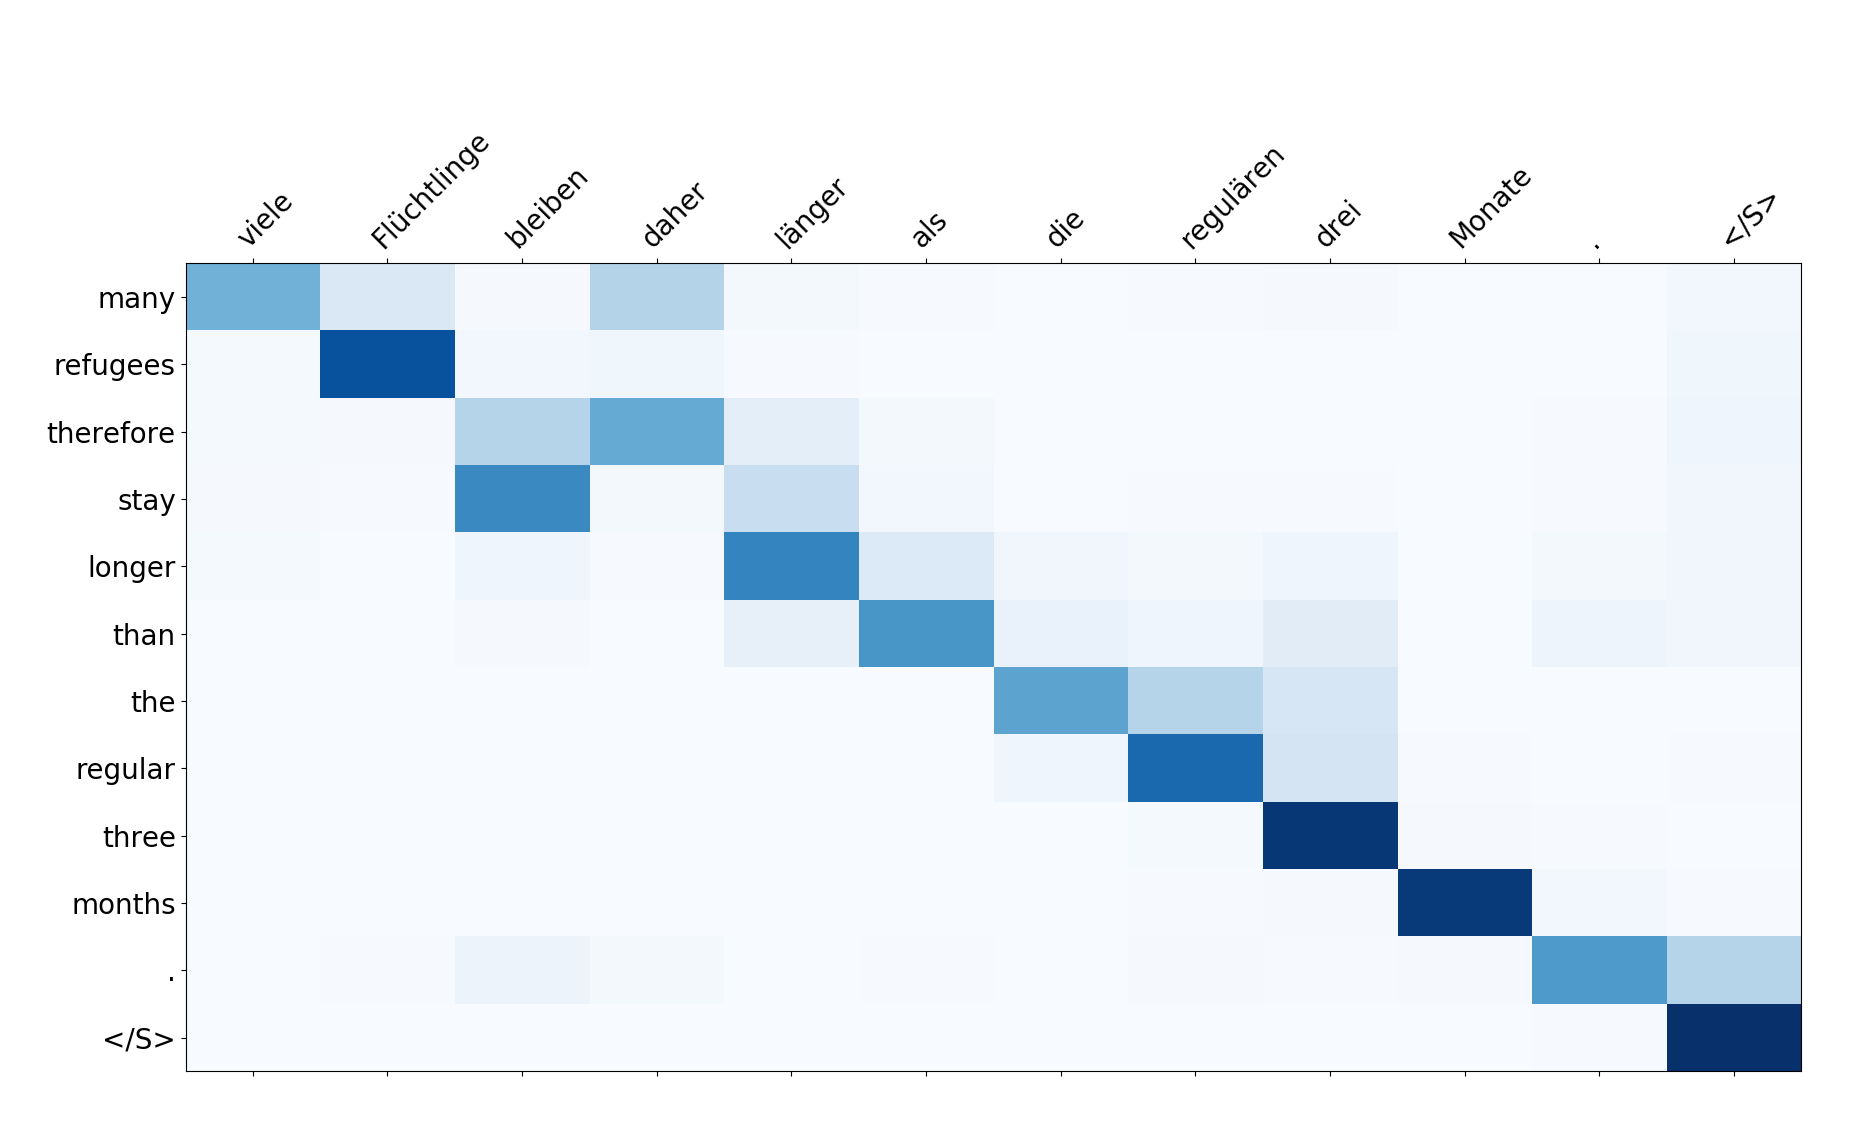 viele Flüchtlinge bleiben daher länger als die regulären drei Monate . </S>
many
refugees
therefore
stay
longer
than
the
regular
three
months
.
</S>